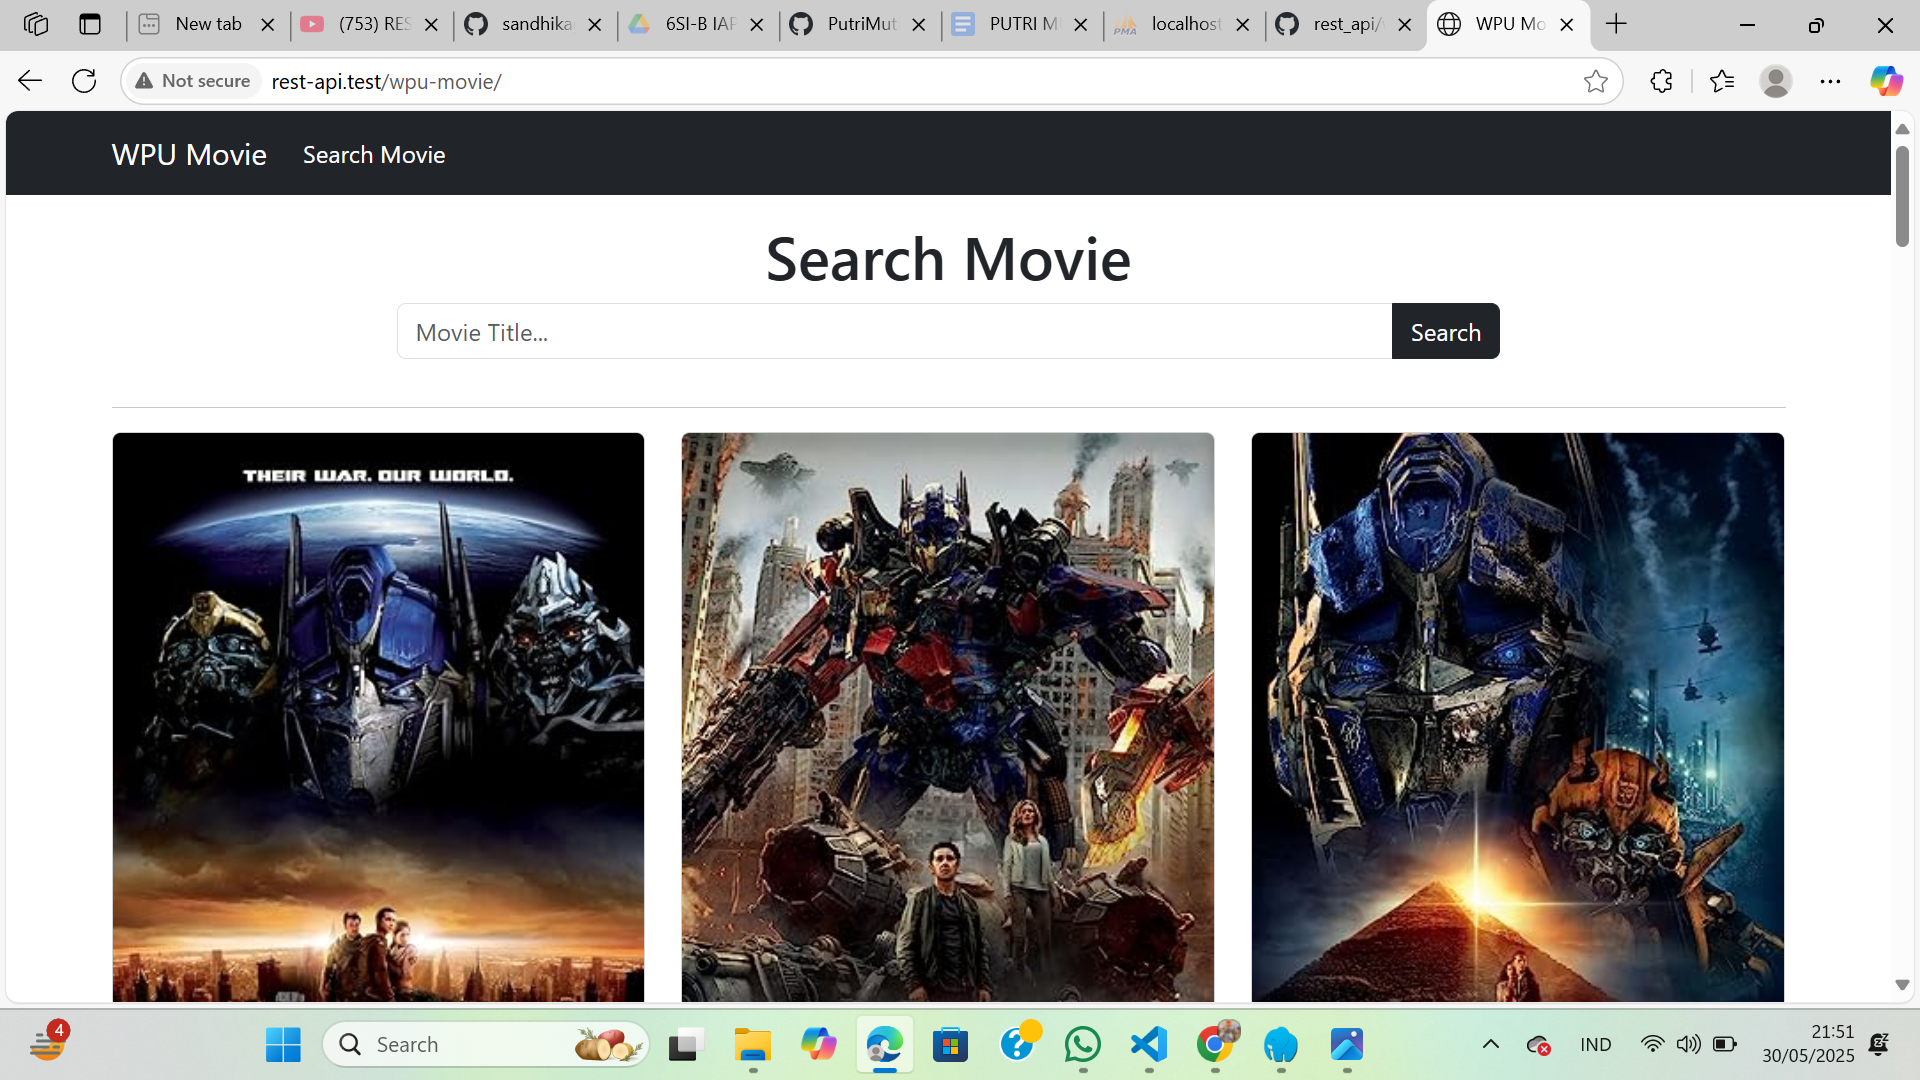 New tab
(753) RES
sandhika
6SI-B IAP
PutriMut
PUTRI M
PMA
localhost
rest_api/
WPU Mo
Not secure
rest-api.test/wpu-movie/
WPU Movie
Search Movie
Search Movie
Movie Title...
Search
THEIR WAR. OUR WORLD.
4
Search
IND
21:51
30/05/2025